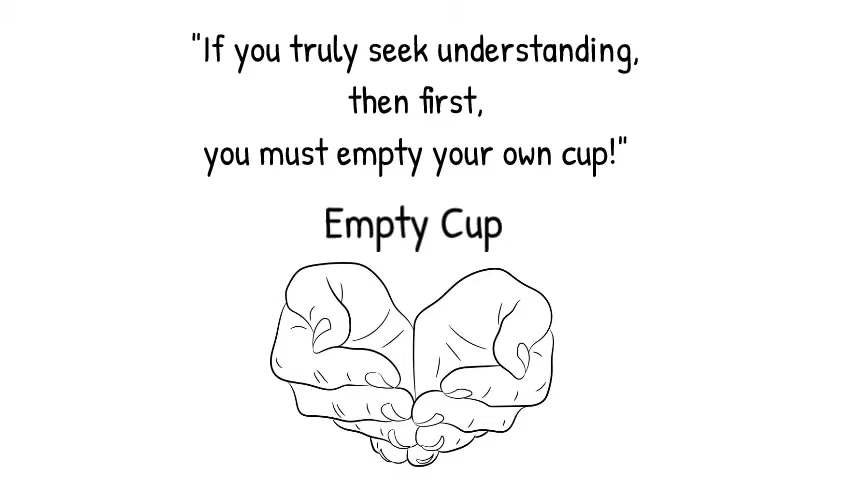 "If you truly seek understanding,
then first,
you must empty your own cup!"
Empty Cup